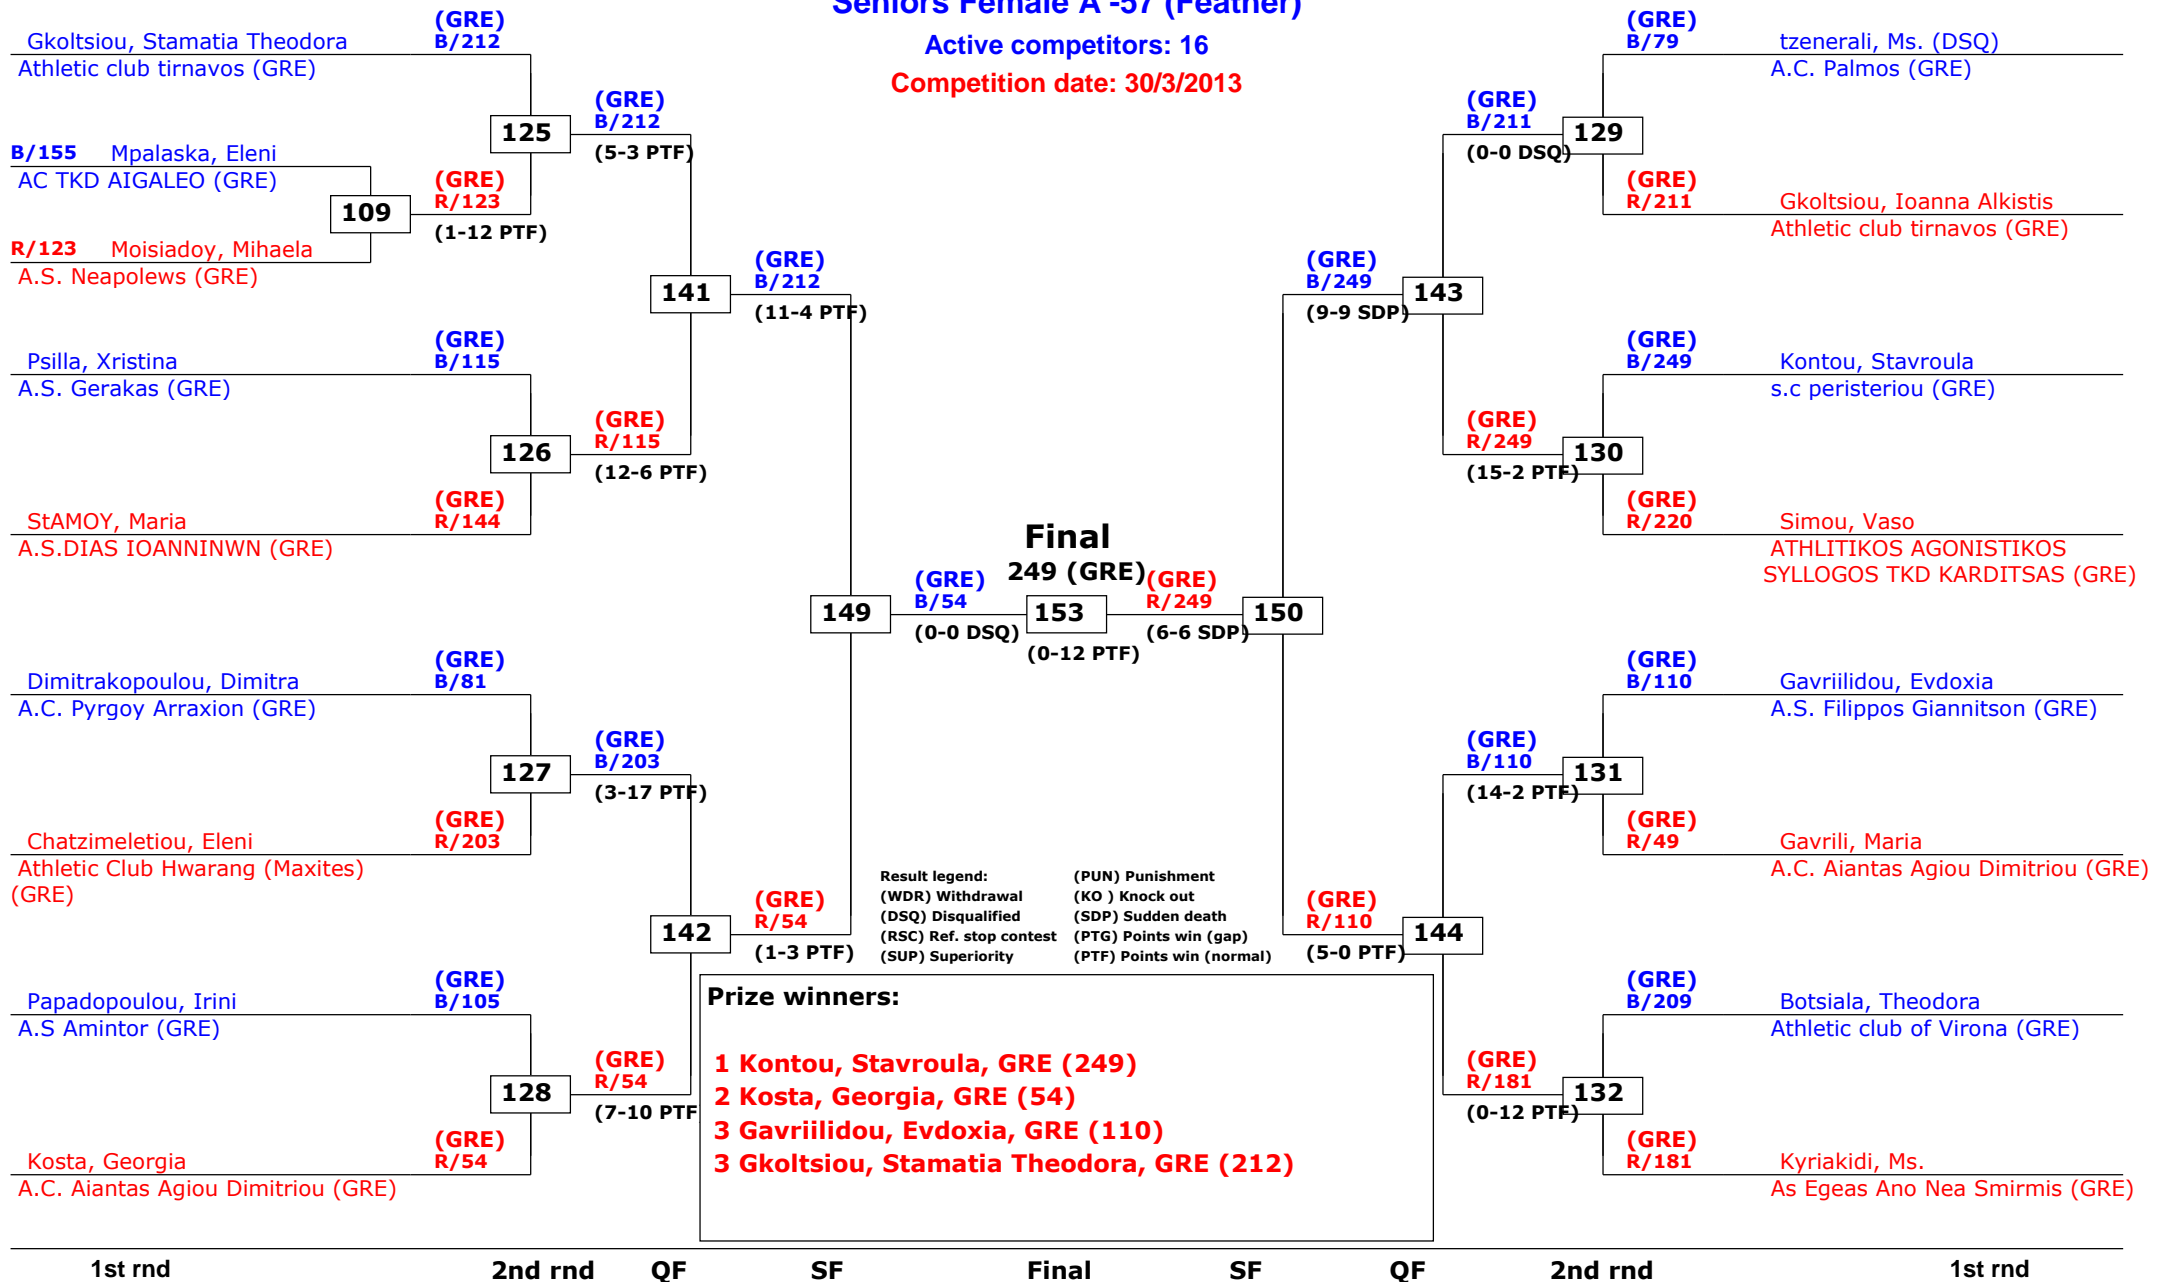 Seniors Female A -57 (Feather)
Active competitors: 16
Competition date: 30/3/2013
(GRE)
Gkoltsiou, Stamatia Theodora B/212
Athletic club tirnavos (GRE)
125
(GRE)
B/212
(5-3 PTF)
B/155 Mpalaska, Eleni
AC TKD AIGALEO (GRE)
109
(GRE)
R/123
(1-12 PTF)
R/123 Moisiadoy, Mihaela
A.S. Neapolews (GRE)
141
(GRE)
B/212
(11-4 PTF)
(GRE)
Psilla, Xristina B/115
A.S. Gerakas (GRE)
126
(GRE)
R/115
(12-6 PTF)
(GRE)
StAMOY, Maria R/144
A.S.DIAS IOANNINWN (GRE)
149
(GRE)
B/54
(0-0 DSQ)
Final
249 (GRE)
153
(0-12 PTF)
(GRE)
R/249
(6-6 SDP)
150
(GRE)
Dimitrakopoulou, Dimitra B/81
A.C. Pyrgoy Arraxion (GRE)
127
(GRE)
B/203
(3-17 PTF)
(GRE)
Chatzimeletiou, Eleni R/203
Athletic Club Hwarang (Maxites)
(GRE)
142
(GRE)
R/54
(1-3 PTF)
(GRE)
Papadopoulou, Irini B/105
A.S Amintor (GRE)
128
(GRE)
R/54
(7-10 PTF
(GRE)
Kosta, Georgia R/54
A.C. Aiantas Agiou Dimitriou (GRE)
(GRE)
B/79 tzenerali, Ms. (DSQ)
A.C. Palmos (GRE)
(GRE)
B/211
(0-0 DSQ)
129
(GRE)
R/211 Gkoltsiou, Ioanna Alkistis
Athletic club tirnavos (GRE)
(GRE)
B/249
(9-9 SDP)
143
(GRE)
B/249 Kontou, Stavroula
s.c peristeriou (GRE)
(GRE)
R/249
(15-2 PTF)
130
(GRE)
R/220 Simou, Vaso
ATHLITIKOS AGONISTIKOS
SYLLOGOS TKD KARDITSAS (GRE)
(GRE)
B/110 Gavriilidou, Evdoxia
A.S. Filippos Giannitson (GRE)
(GRE)
B/110
(14-2 PTF)
131
(GRE)
R/49 Gavrili, Maria
A.C. Aiantas Agiou Dimitriou (GRE)
(GRE)
R/110
(5-0 PTF)
144
(GRE)
B/209 Botsiala, Theodora
Athletic club of Virona (GRE)
(GRE)
R/181
(0-12 PTF)
132
(GRE)
R/181 Kyriakidi, Ms.
As Egeas Ano Nea Smirmis (GRE)
Result legend: (PUN) Punishment
(WDR) Withdrawal (KO ) Knock out
(DSQ) Disqualified (SDP) Sudden death
(RSC) Ref. stop contest (PTG) Points win (gap)
(SUP) Superiority (PTF) Points win (normal)
Prize winners:
1 Kontou, Stavroula, GRE (249)
2 Kosta, Georgia, GRE (54)
3 Gavriilidou, Evdoxia, GRE (110)
3 Gkoltsiou, Stamatia Theodora, GRE (212)
1st rnd 2nd rnd QF SF Final SF QF 2nd rnd 1st rnd